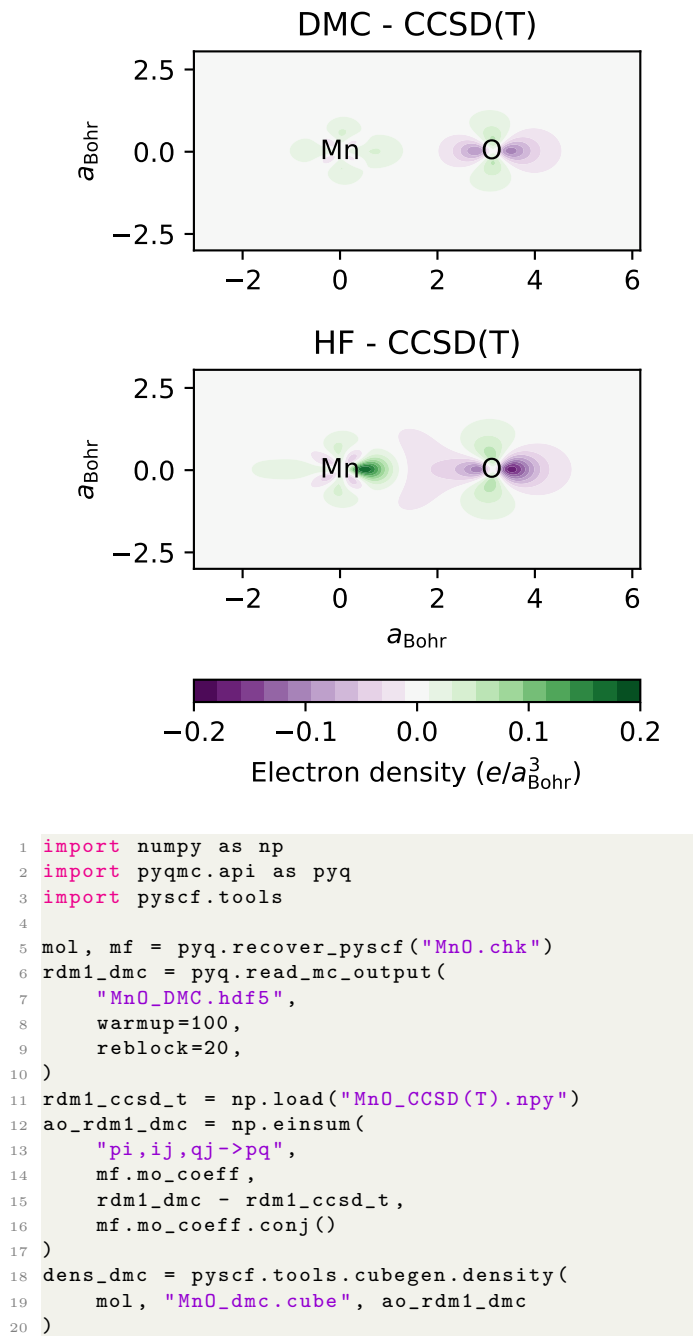 DMC - CCSD(T)
2.5
0.0
−2.5
a_Bohr
Mn
O
−2 0 2 4 6
HF - CCSD(T)
2.5
0.0
−2.5
a_Bohr
Mn
O
−2 0 2 4 6
a_Bohr
−0.2 −0.1 0.0 0.1 0.2
Electron density (e/a³_Bohr)
1 import numpy as np
2 import pyqmc.api as pyq
3 import pyscf.tools
4
5 mol, mf = pyq.recover_pyscf("MnO.chk")
6 rdm1_dmc = pyq.read_mc_output(
7     "MnO_DMC.hdf5",
8     warmup=100,
9     reblock=20,
10 )
11 rdm1_ccsd_t = np.load("MnO_CCSD(T).npy")
12 ao_rdm1_dmc = np.einsum(
13     "pi,ij,qj->pq",
14     mf.mo_coeff,
15     rdm1_dmc - rdm1_ccsd_t,
16     mf.mo_coeff.conj()
17 )
18 dens_dmc = pyscf.tools.cubegen.density(
19     mol, "MnO_dmc.cube", ao_rdm1_dmc
20 )